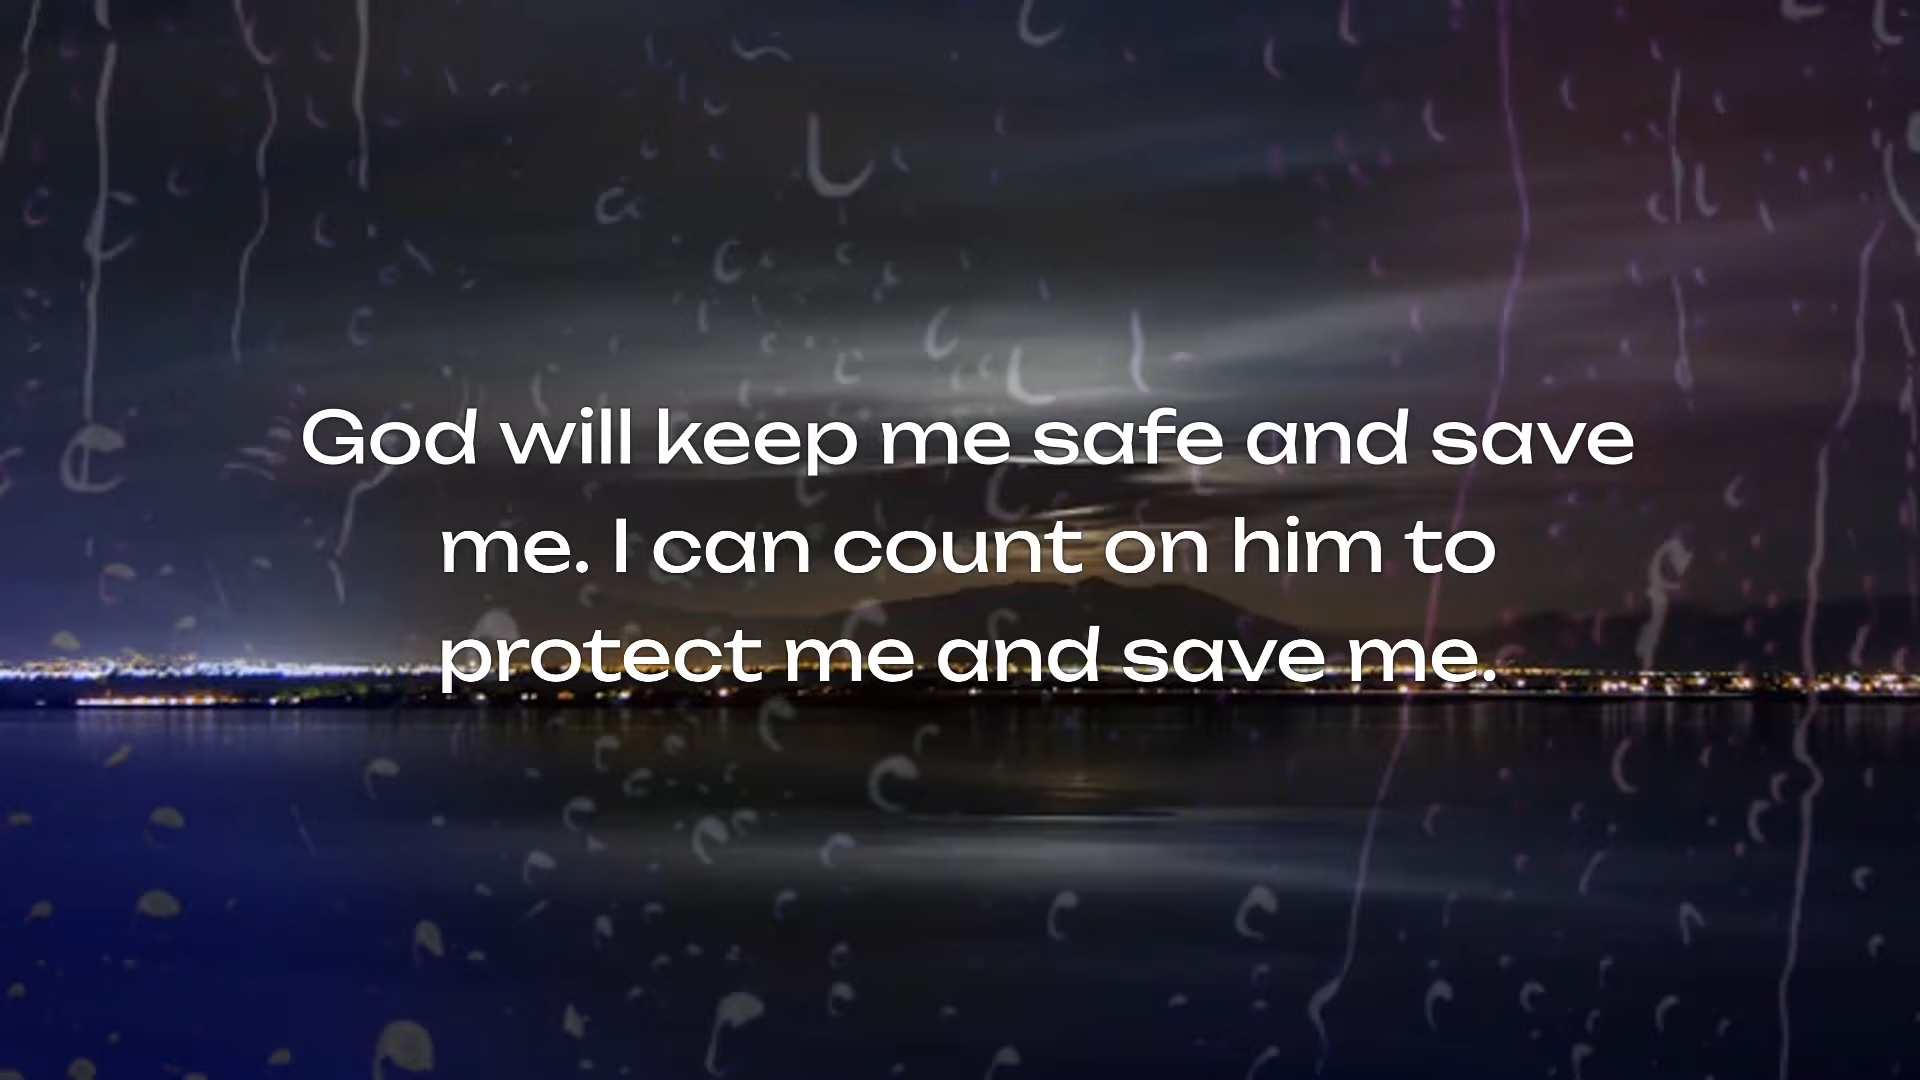 God will keep me safe and save
me. I can count on him to
protect me and save me.